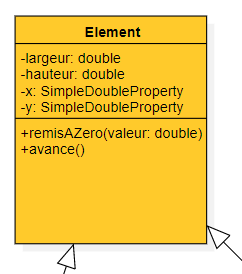 Element
-largeur: double
-hauteur: double
-x: SimpleDoubleProperty
-y: SimpleDoubleProperty
+remisAZero(valeur: double)
+avance()